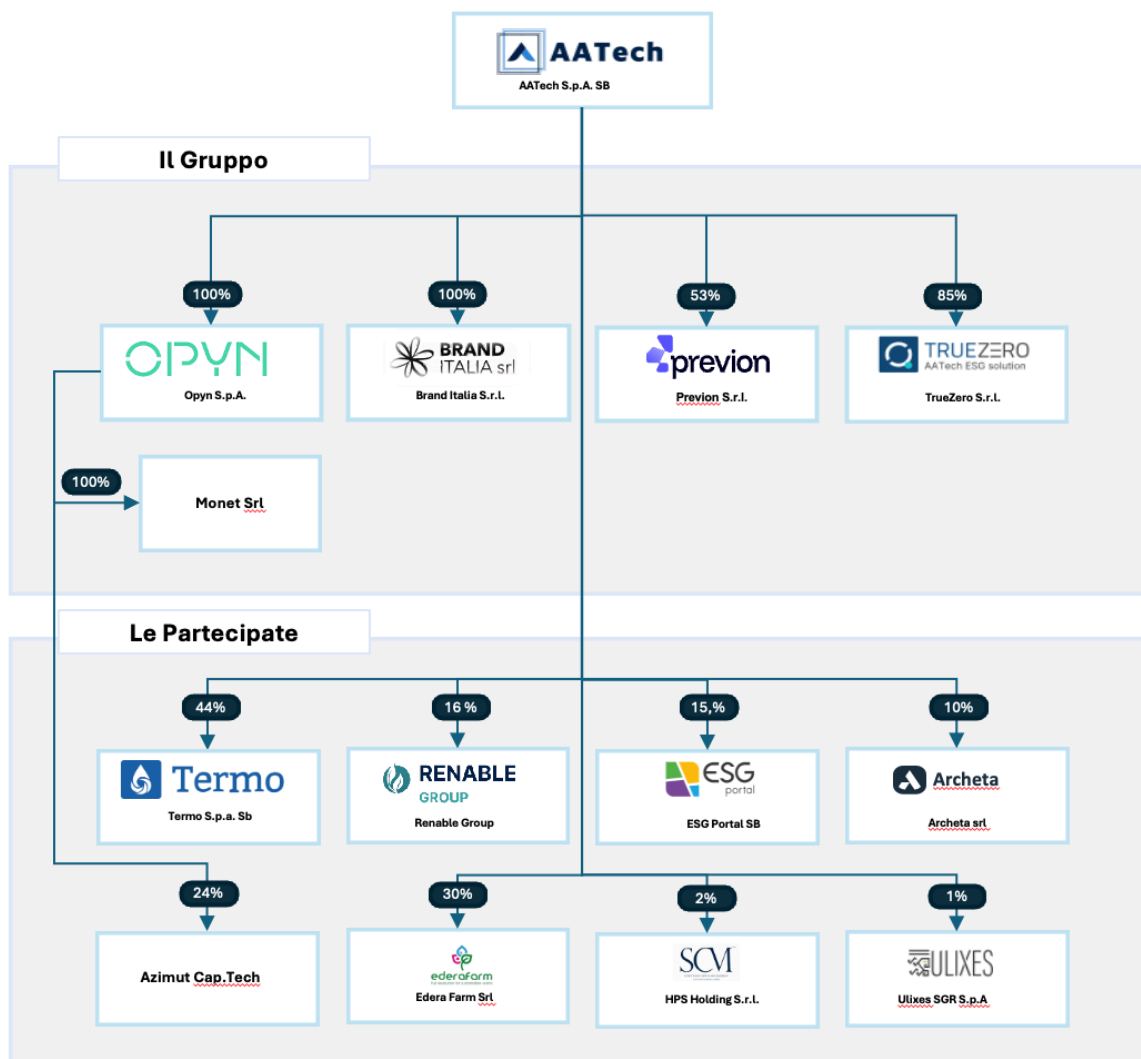 AATech
AATech S.p.A. SB
Il Gruppo
100%
100%
53%
85%
OPYN
Opyn S.p.A.
BRAND
ITALIA srl
Brand Italia S.r.l.
previon
Previon S.r.l.
TRUEZERO
AATech ESG solution
TrueZero S.r.l.
100%
Monet Srl
Le Partecipate
44%
16 %
15,%
10%
Termo
Termo S.p.a. Sb
RENABLE
GROUP
Renable Group
ESG
portal
ESG Portal SB
Archeta
Archeta srl
24%
30%
2%
1%
Azimut Cap.Tech
ederafarm
Edera Farm Srl
SCM
HPS Holding S.r.l.
ULIXES
Ulixes SGR S.p.A